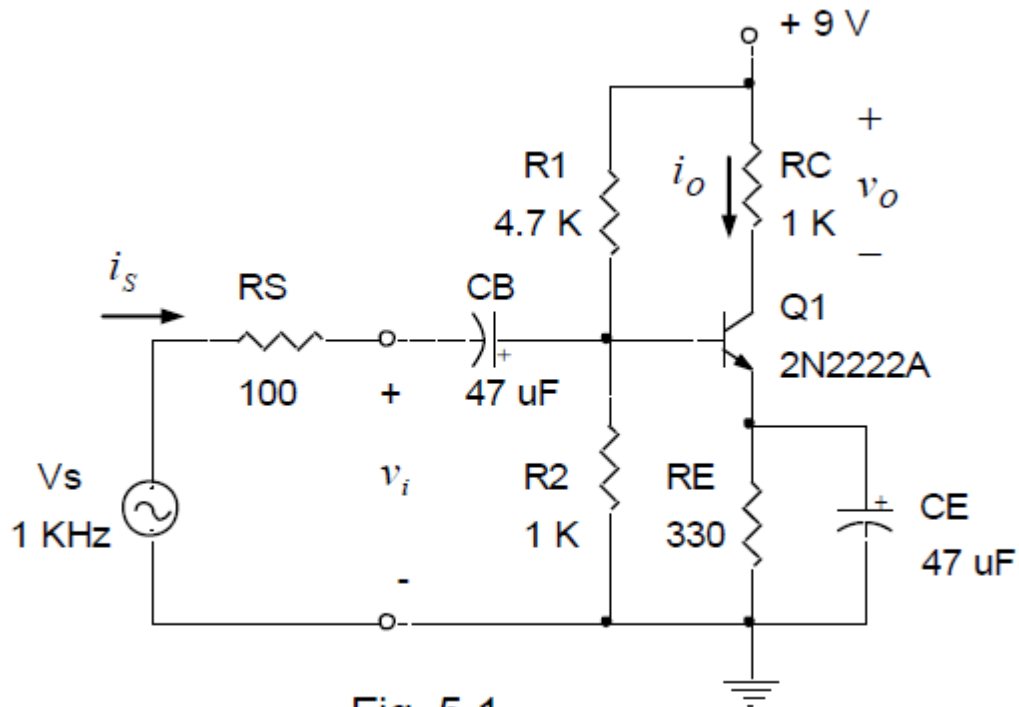 + 9 V
+
R1
4.7 K
i_O
RC
1 K
v_O
−
i_S
RS
100
CB
+
47 uF
Q1
2N2222A
+
v_i
-
Vs
1 KHz
R2
1 K
RE
330
+
CE
47 uF